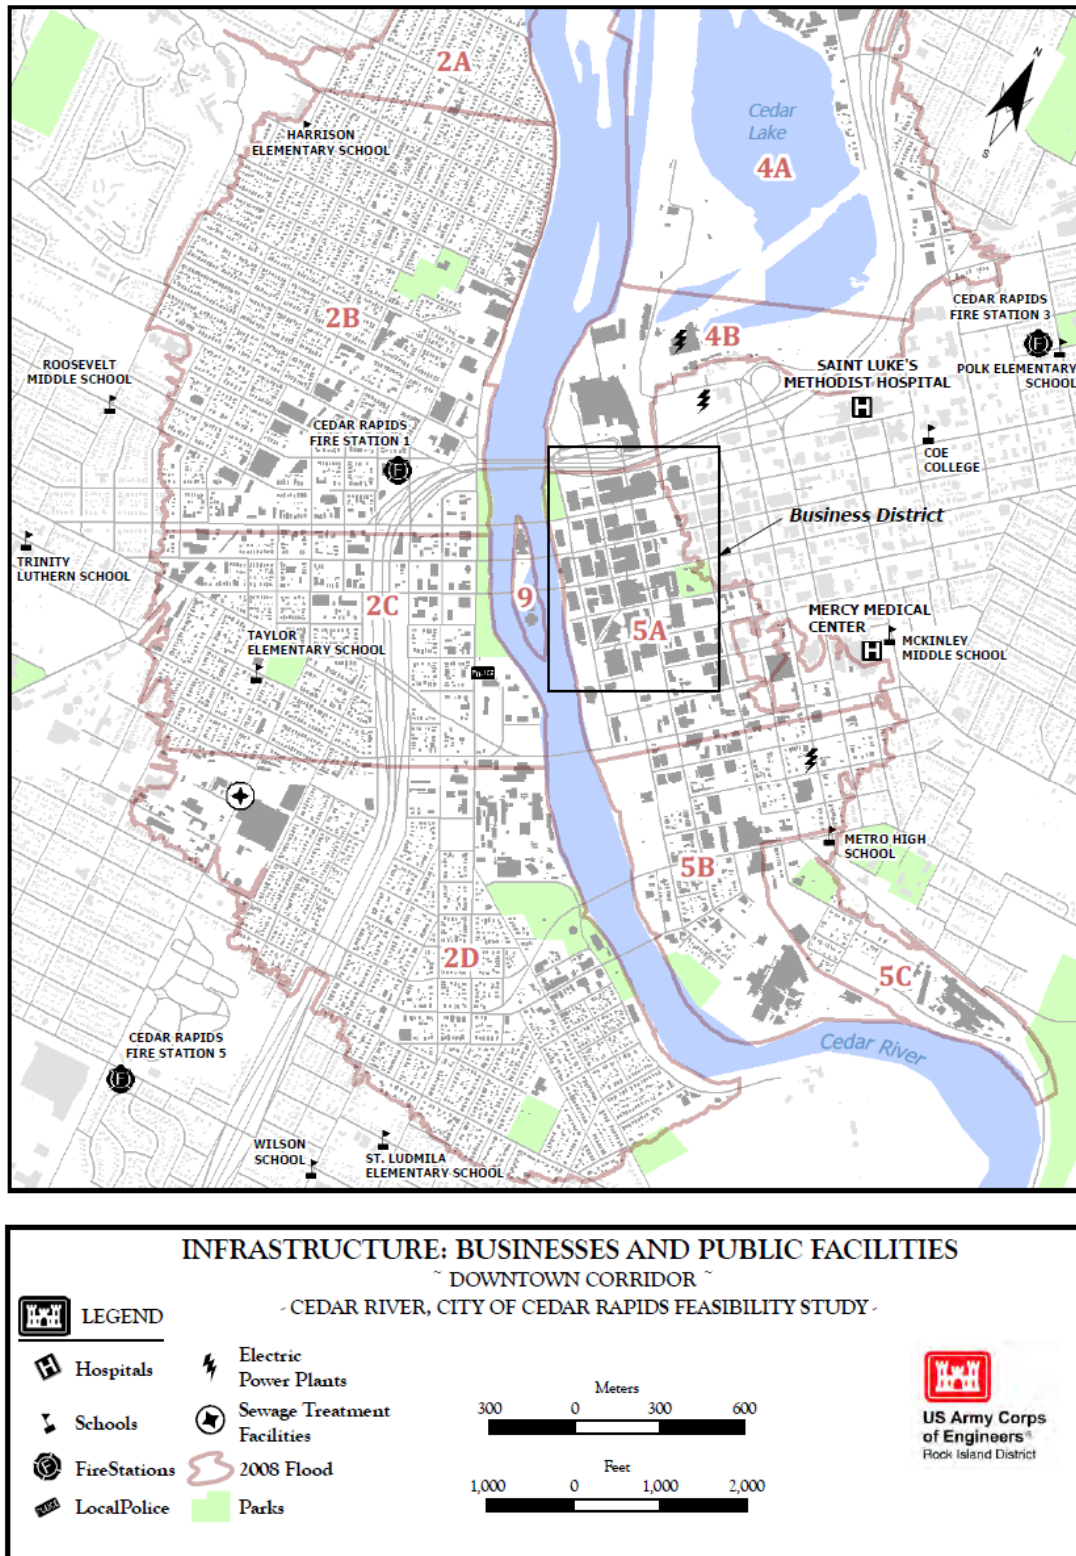 2A
N
S
Cedar
Lake
4A
HARRISON
ELEMENTARY SCHOOL
2B
4B
CEDAR RAPIDS
FIRE STATION 3
F
POLK ELEMENTARY
SCHOOL
ROOSEVELT
MIDDLE SCHOOL
SAINT LUKE'S
METHODIST HOSPITAL
H
CEDAR RAPIDS
FIRE STATION 1
F
COE
COLLEGE
Business District
TRINITY
LUTHERN SCHOOL
2C
9
5A
TAYLOR
ELEMENTARY SCHOOL
MERCY MEDICAL
CENTER
H
MCKINLEY
MIDDLE SCHOOL
POLICE
METRO HIGH
SCHOOL
5B
2D
5C
Cedar River
CEDAR RAPIDS
FIRE STATION 5
F
WILSON
SCHOOL
ST. LUDMILA
ELEMENTARY SCHOOL
INFRASTRUCTURE: BUSINESSES AND PUBLIC FACILITIES
~ DOWNTOWN CORRIDOR ~
- CEDAR RIVER, CITY OF CEDAR RAPIDS FEASIBILITY STUDY -
LEGEND
H Hospitals
Electric
Power Plants
Schools
Sewage Treatment
Facilities
F FireStations
2008 Flood
POLICE LocalPolice
Parks
Meters
300 0 300 600
Feet
1,000 0 1,000 2,000
US Army Corps
of Engineers®
Rock Island District